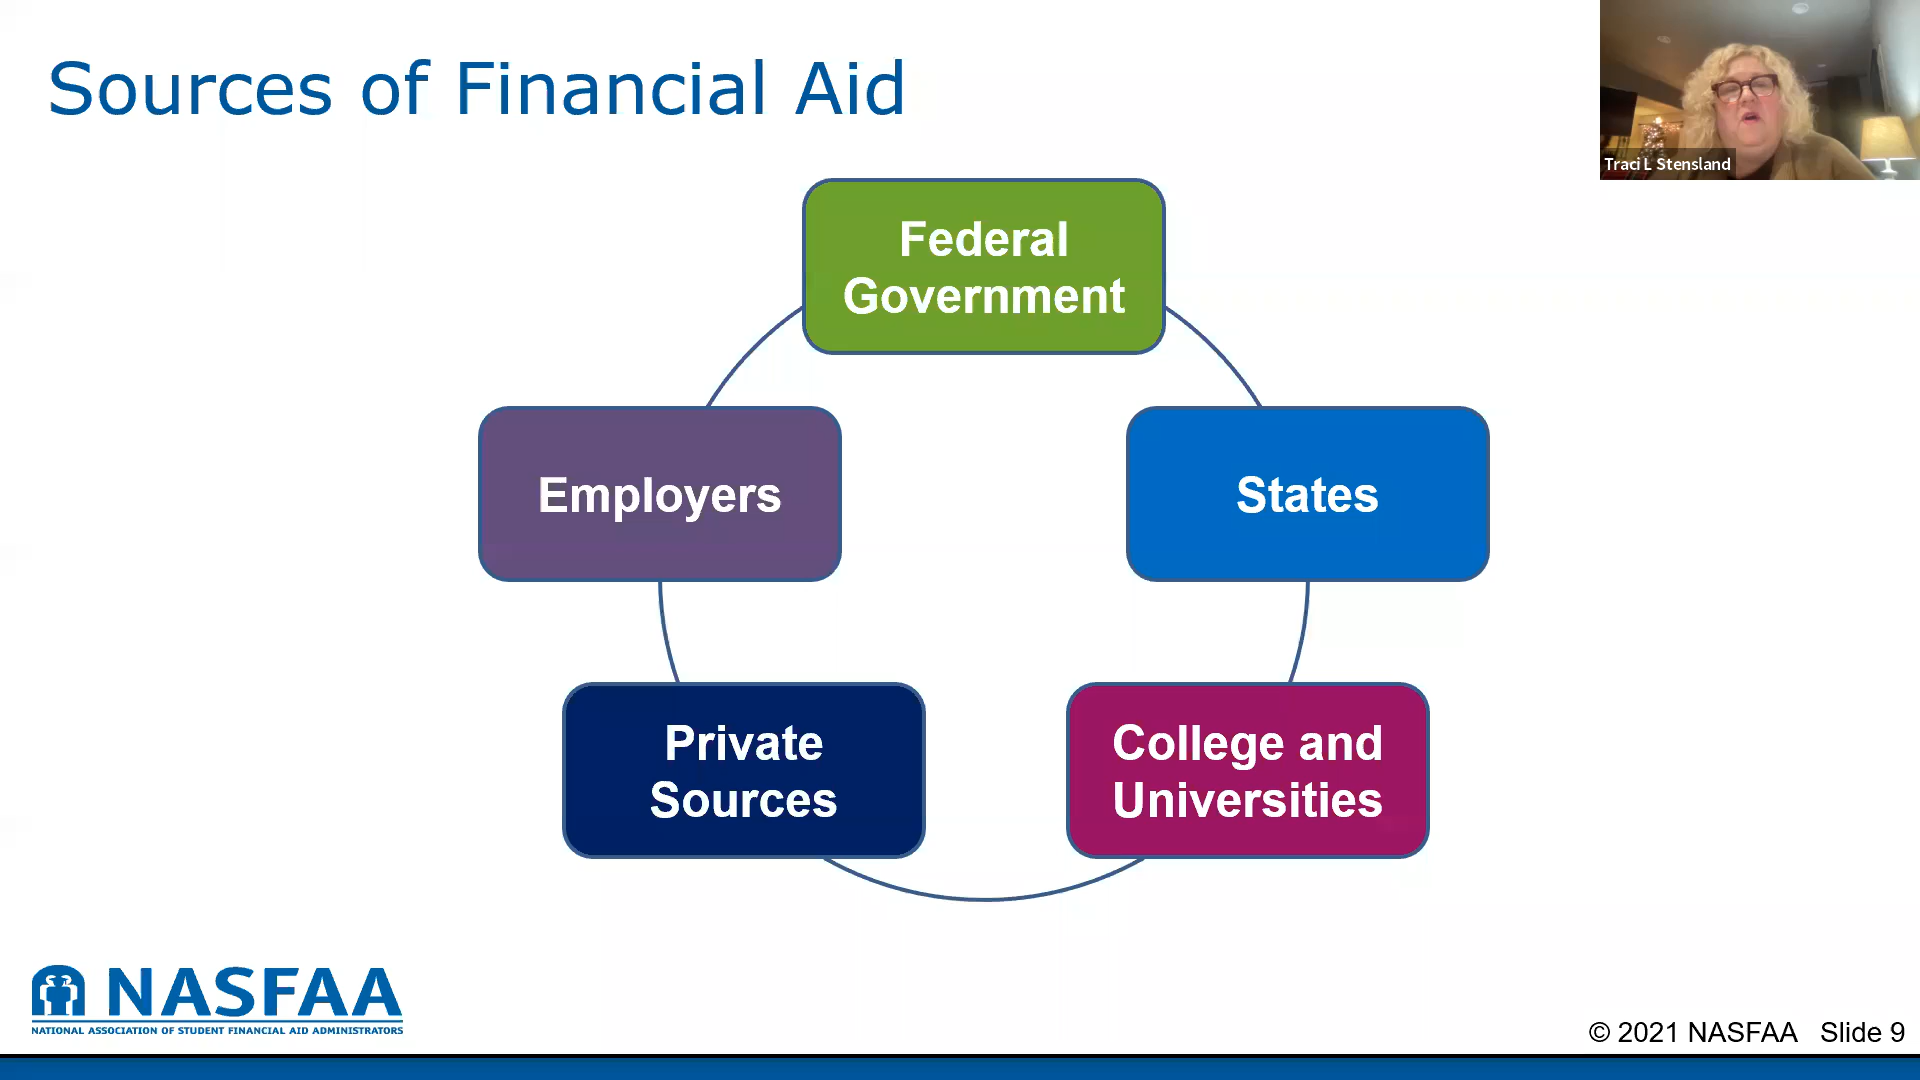 Sources of Financial Aid
Traci L Stensland
Federal
Government
Employers
States
Private
Sources
College and
Universities
NASFAA
NATIONAL ASSOCIATION OF STUDENT FINANCIAL AID ADMINISTRATORS
© 2021 NASFAA Slide 9